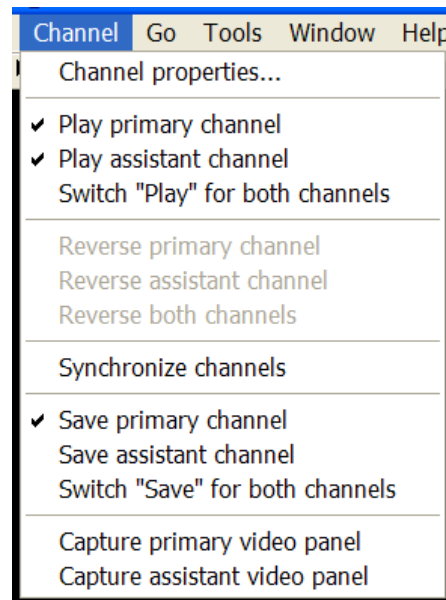 Channel Go Tools Window Help
Channel properties...
Play primary channel
Play assistant channel
Switch "Play" for both channels
Reverse primary channel
Reverse assistant channel
Reverse both channels
Synchronize channels
Save primary channel
Save assistant channel
Switch "Save" for both channels
Capture primary video panel
Capture assistant video panel